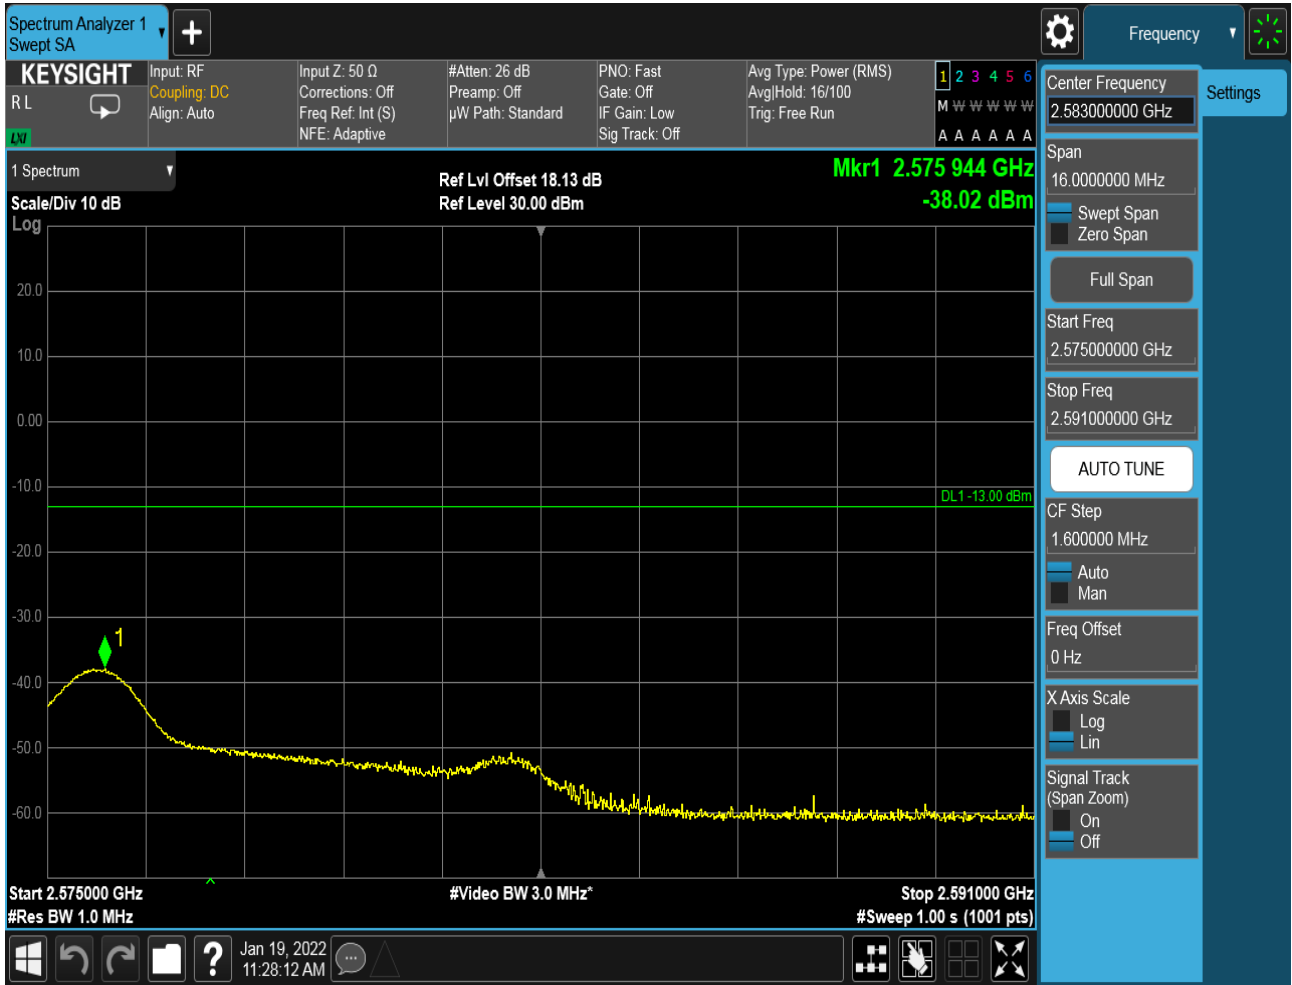 Spectrum Analyzer 1
Swept SA
Frequency
KEYSIGHT
R L
LXI
Input: RF
Coupling: DC
Align: Auto
Input Z: 50 Ω
Corrections: Off
Freq Ref: Int (S)
NFE: Adaptive
#Atten: 26 dB
Preamp: Off
µW Path: Standard
PNO: Fast
Gate: Off
IF Gain: Low
Sig Track: Off
Avg Type: Power (RMS)
Avg|Hold: 16/100
Trig: Free Run
1 2 3 4 5 6
M W W W W W
A A A A A A
1 Spectrum
Scale/Div 10 dB
Log
Ref Lvl Offset 18.13 dB
Ref Level 30.00 dBm
Mkr1 2.575 944 GHz
-38.02 dBm
20.0
10.0
0.00
-10.0
DL1 -13.00 dBm
-20.0
-30.0
1
-40.0
-50.0
-60.0
Start 2.575000 GHz
#Res BW 1.0 MHz
#Video BW 3.0 MHz*
Stop 2.591000 GHz
#Sweep 1.00 s (1001 pts)
Jan 19, 2022
11:28:12 AM
Center Frequency
2.583000000 GHz
Settings
Span
16.0000000 MHz
Swept Span
Zero Span
Full Span
Start Freq
2.575000000 GHz
Stop Freq
2.591000000 GHz
AUTO TUNE
CF Step
1.600000 MHz
Auto
Man
Freq Offset
0 Hz
X Axis Scale
Log
Lin
Signal Track
(Span Zoom)
On
Off